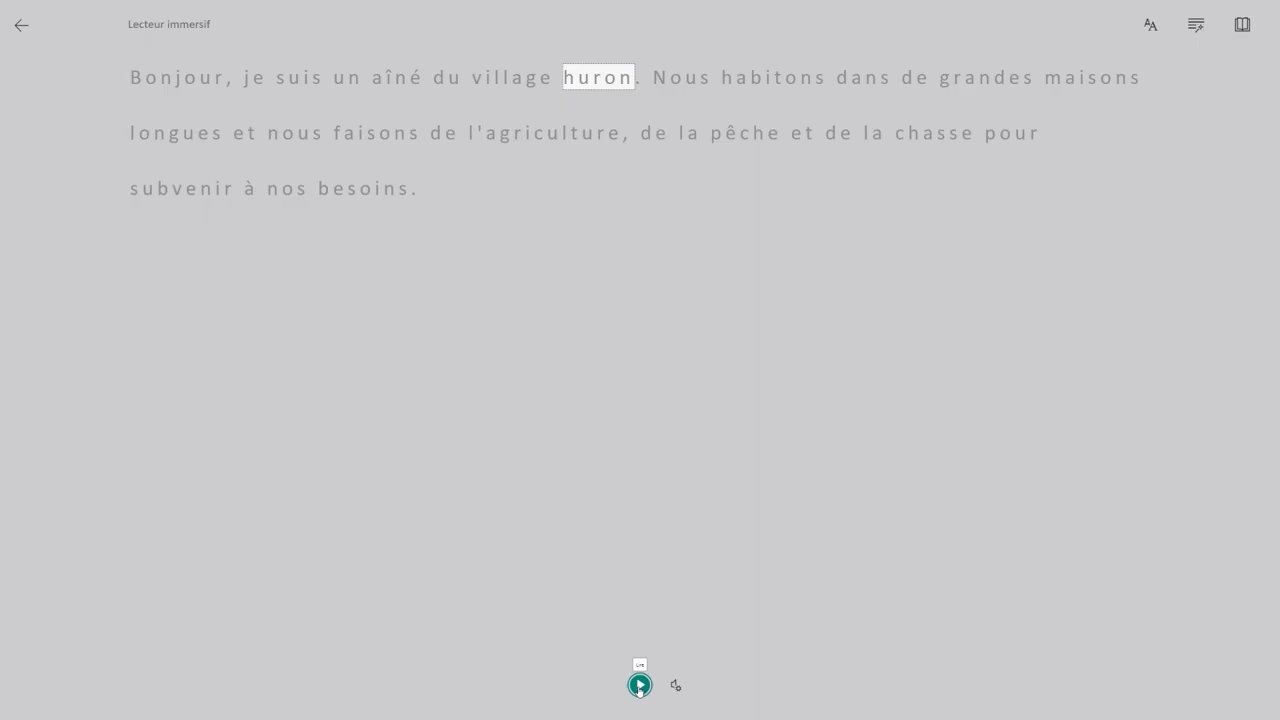 Lecteur immersif
Bonjour, je suis un aîné du village huron. Nous habitons dans de grandes maisons
longues et nous faisons de l'agriculture, de la pêche et de la chasse pour
subvenir à nos besoins.
Lire